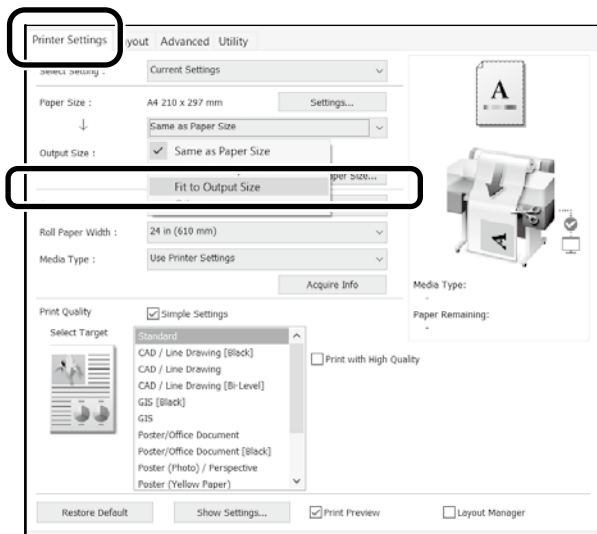 Printer Settings yout Advanced Utility
Select Setting : Current Settings
Paper Size : A4 210 x 297 mm Settings...
↓ Same as Paper Size
Output Size : ✓ Same as Paper Size
Paper Size...
Fit to Output Size
Roll Paper Width : 24 in (610 mm)
Media Type : Use Printer Settings
Acquire Info
Media Type:
-
Paper Remaining:
-
Print Quality ✓ Simple Settings
Select Target
Standard
CAD / Line Drawing [Black]
CAD / Line Drawing
CAD / Line Drawing [Bi-Level]
GIS [Black]
GIS
Poster/Office Document
Poster/Office Document [Black]
Poster (Photo) / Perspective
Poster (Yellow Paper)
Print with High Quality
Restore Default Show Settings... ✓ Print Preview Layout Manager
A
A